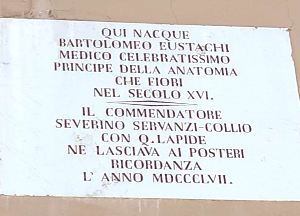 QUI NACQUE
BARTOLOMEO EUSTACHI
MEDICO CELEBRATISSIMO
PRINCIPE DELLA ANATOMIA
CHE FIORI
NEL SECOLO XVI.
IL COMMENDATORE
SEVERINO SERVANZI-COLLIO
CON Q. LAPIDE
NE LASCIAVA AI POSTERI
RICORDANZA
L' ANNO MDCCCLVII.